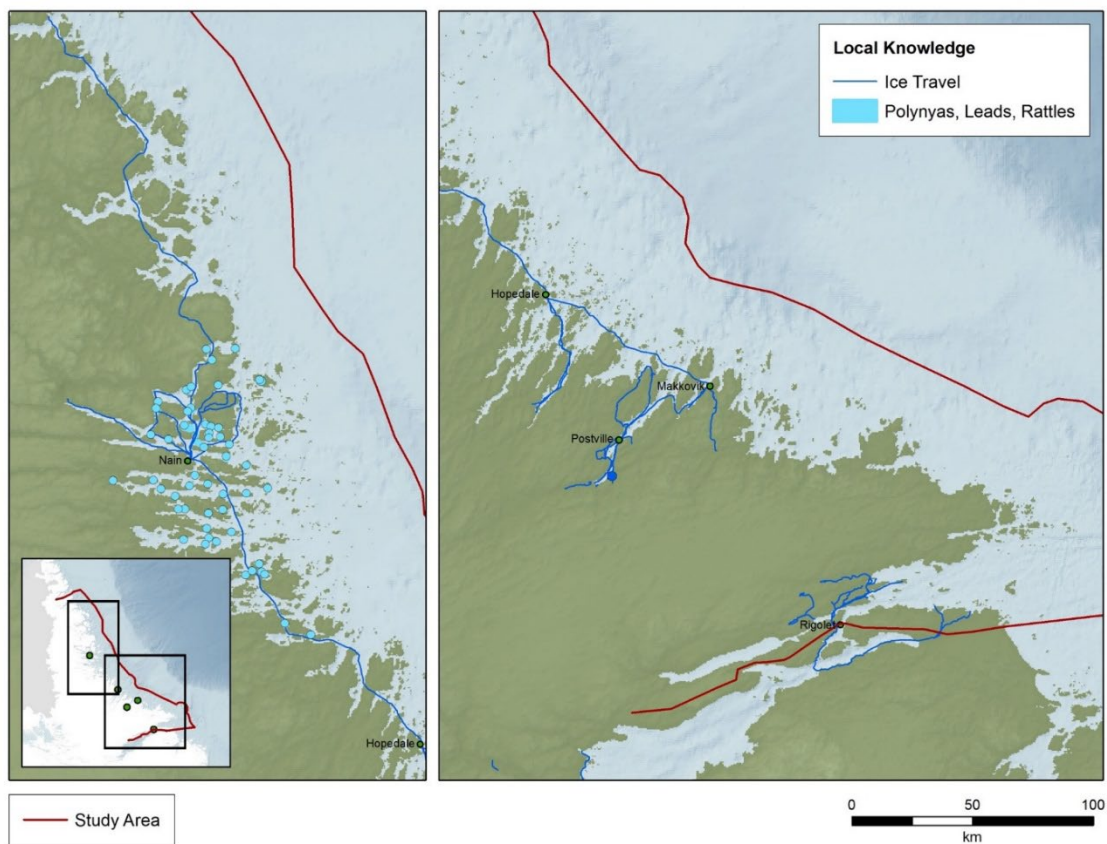 Local Knowledge
Ice Travel
Polynyas, Leads, Rattles
Hopedale
Makkovik
Postville
Nain
Rigolet
Hopedale
Study Area
0 50 100
km